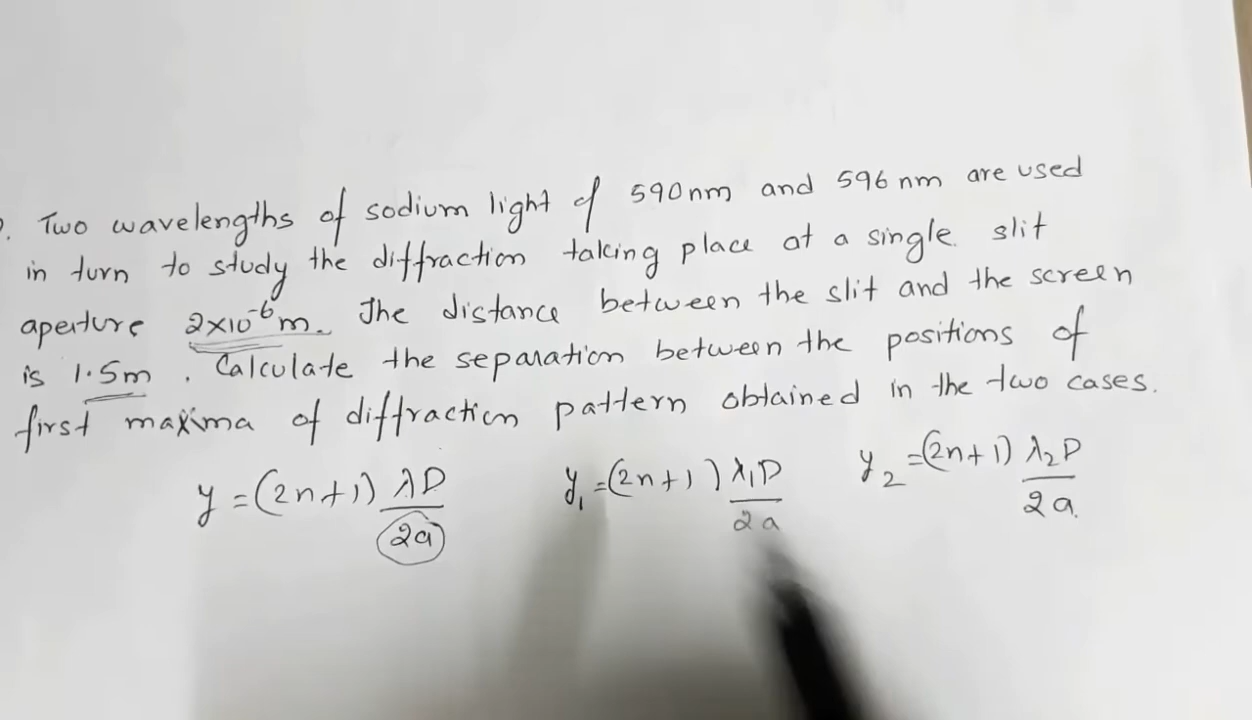 Two wavelengths of sodium light of 590nm and 596nm are used
in turn to study the diffraction taking place at a single slit
aperture 2×10⁻⁶m. The distance between the slit and the screen
is 1.5m. Calculate the separation between the positions of
first maxima of diffraction pattern obtained in the two cases.
y = (2n+1) λD/2a y₁ = (2n+1) λ₁D/2a y₂ = (2n+1) λ₂D/2a